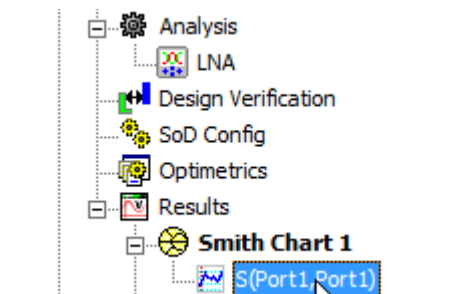 Analysis
LNA
Design Verification
SoD Config
Optimetrics
Results
Smith Chart 1
S(Port1,Port1)